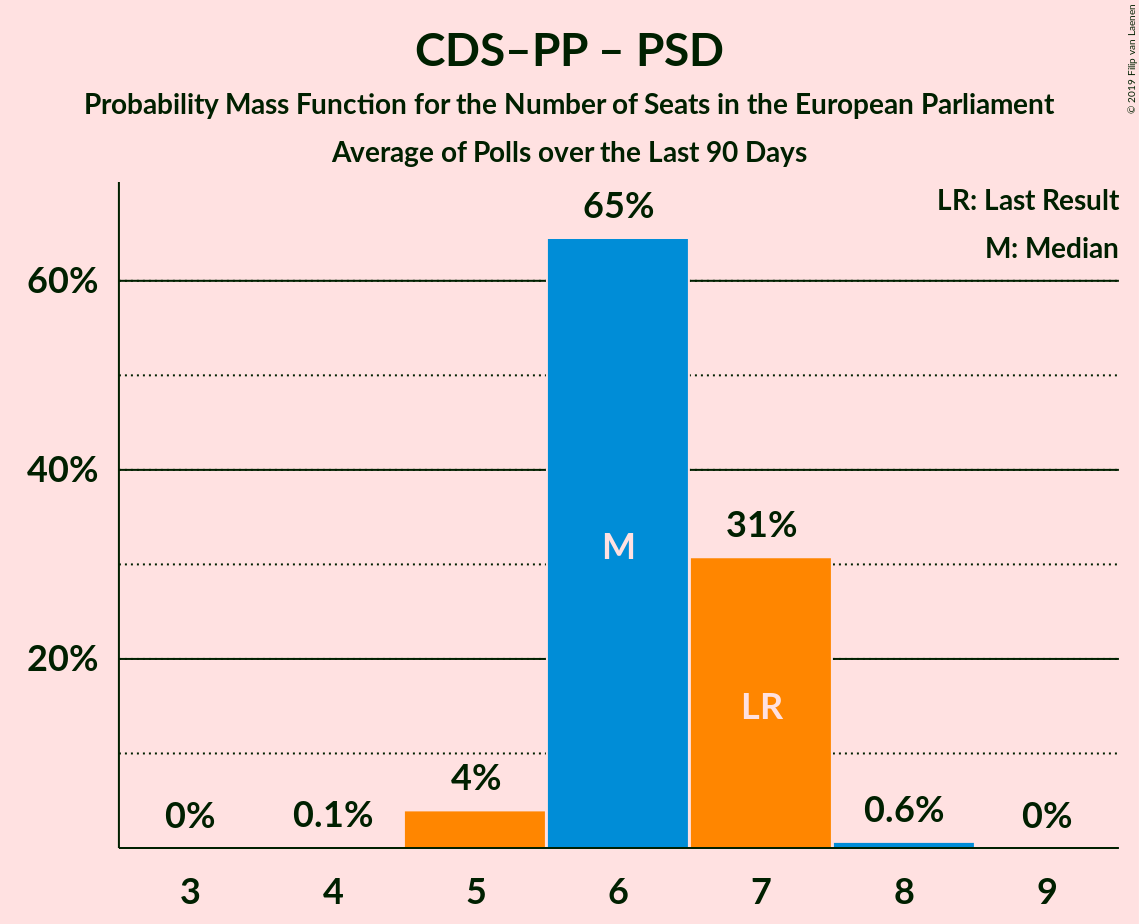 CDS–PP – PSD
Probability Mass Function for the Number of Seats in the European Parliament
Average of Polls over the Last 90 Days
© 2019 Filip van Laenen
LR: Last Result
M: Median
60%
40%
20%
0%
0.1%
4%
65%
31%
0.6%
0%
M
LR
3 4 5 6 7 8 9